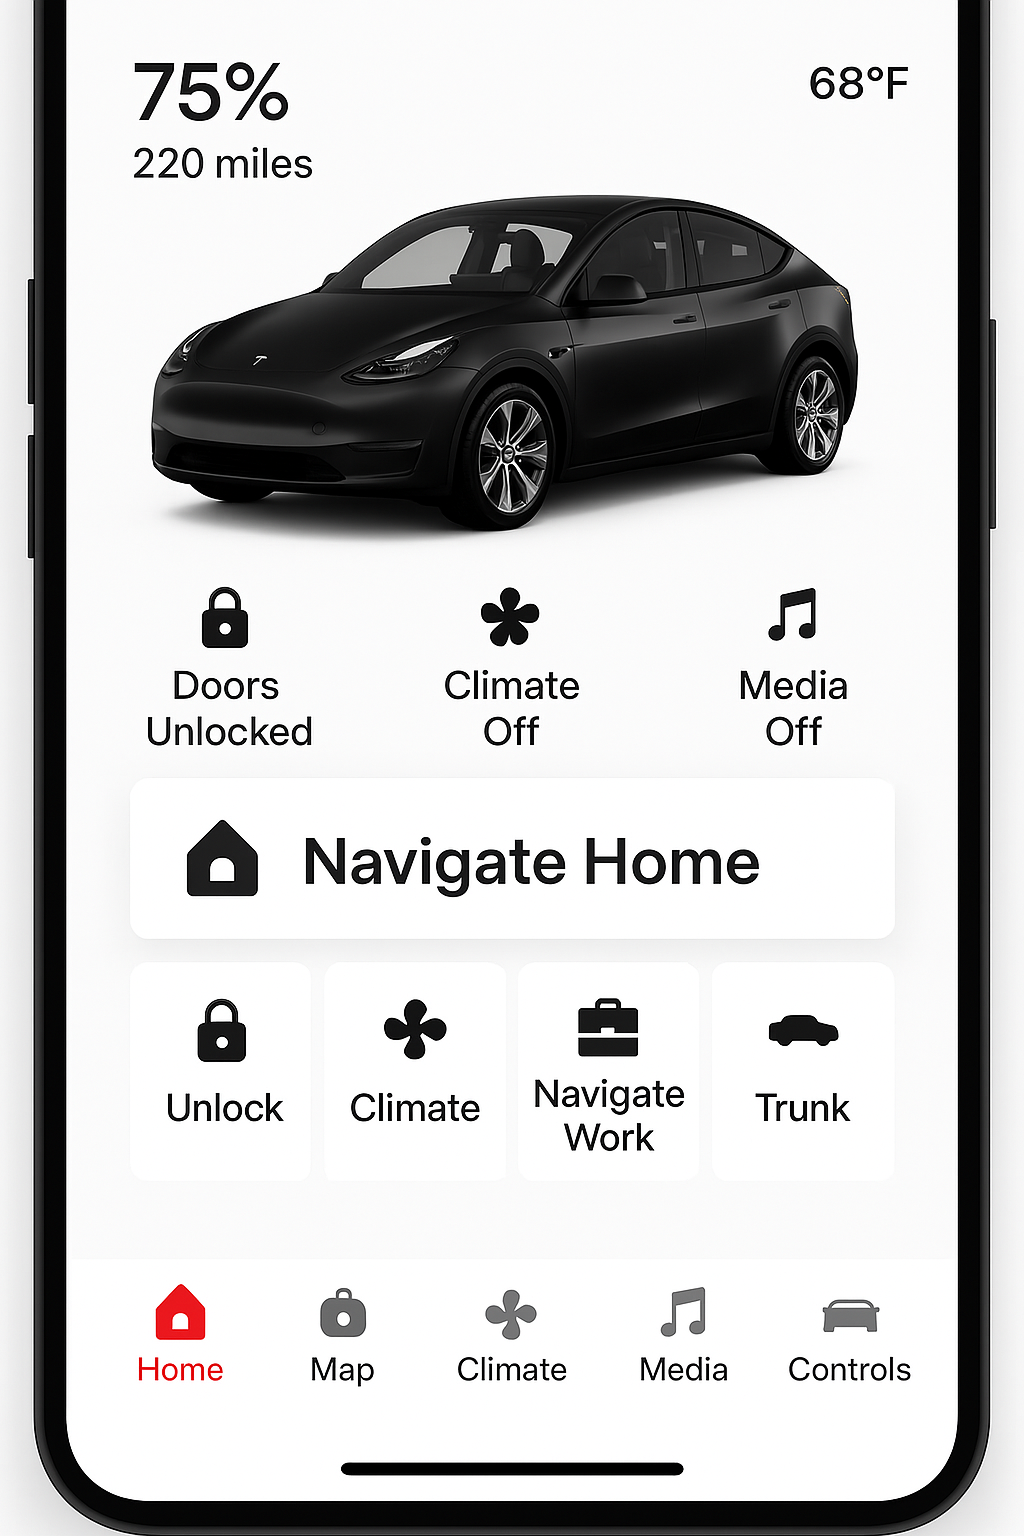 75%
68°F
220 miles
Doors
Unlocked
Climate
Off
Media
Off
Navigate Home
Unlock
Climate
Navigate
Work
Trunk
Home
Map
Climate
Media
Controls